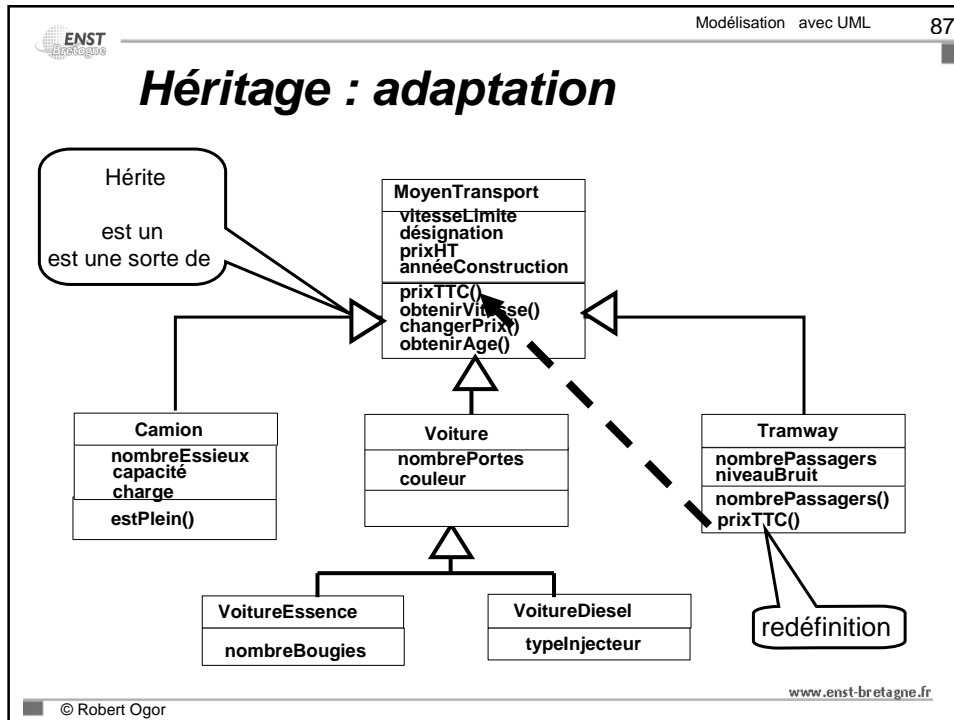 Modélisation avec UML
87
ENST
Bretagne
Héritage : adaptation
Hérite
est un
est une sorte de
MoyenTransport
vitesseLimite
désignation
prixHT
annéeConstruction
prixTTC()
obtenirVitesse()
changerPrix()
obtenirAge()
Camion
nombreEssieux
capacité
charge
estPlein()
Voiture
nombrePortes
couleur
Tramway
nombrePassagers
niveauBruit
nombrePassagers()
prixTTC()
VoitureEssence
nombreBougies
VoitureDiesel
typeInjecteur
redéfinition
www.enst-bretagne.fr
© Robert Ogor